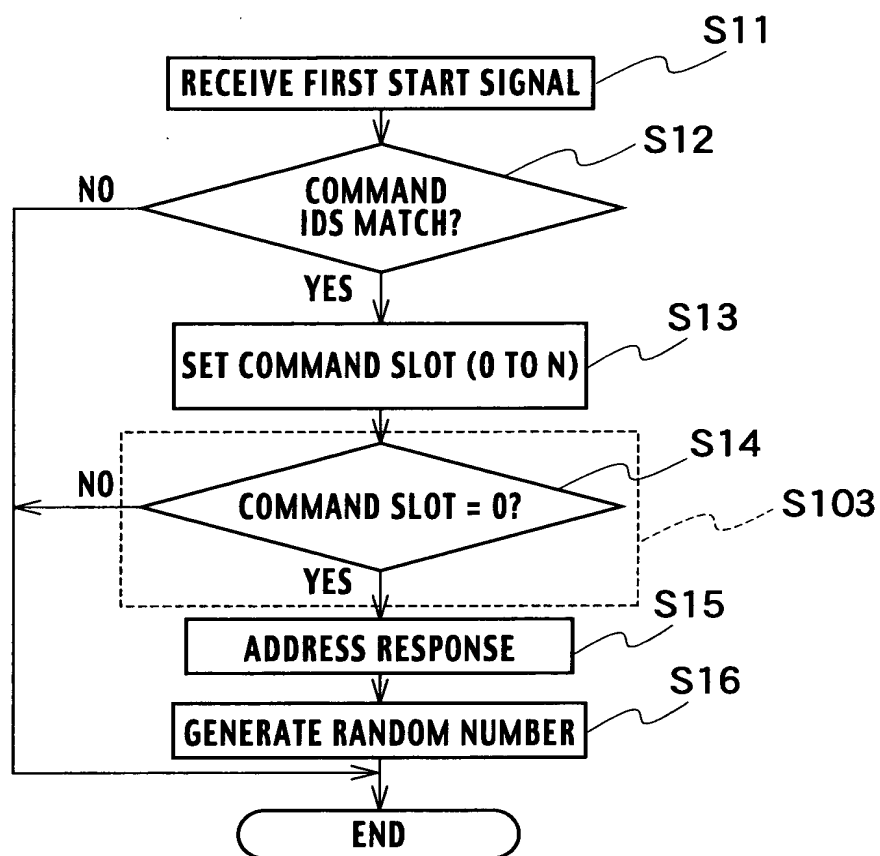 S11
RECEIVE FIRST START SIGNAL
S12
NO
COMMAND
IDS MATCH?
YES
S13
SET COMMAND SLOT (0 TO N)
S14
NO
COMMAND SLOT = 0?
S103
YES
S15
ADDRESS RESPONSE
S16
GENERATE RANDOM NUMBER
END